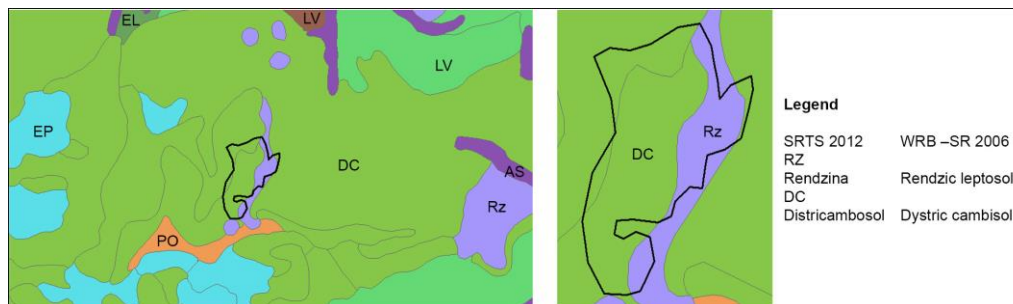 EL
LV
LV
EP
DC
AS
Rz
PO
DC
Rz
Legend
SRTS 2012 WRB –SR 2006
RZ
Rendzina Rendzic leptosol
DC
Districambosol Dystric cambisol